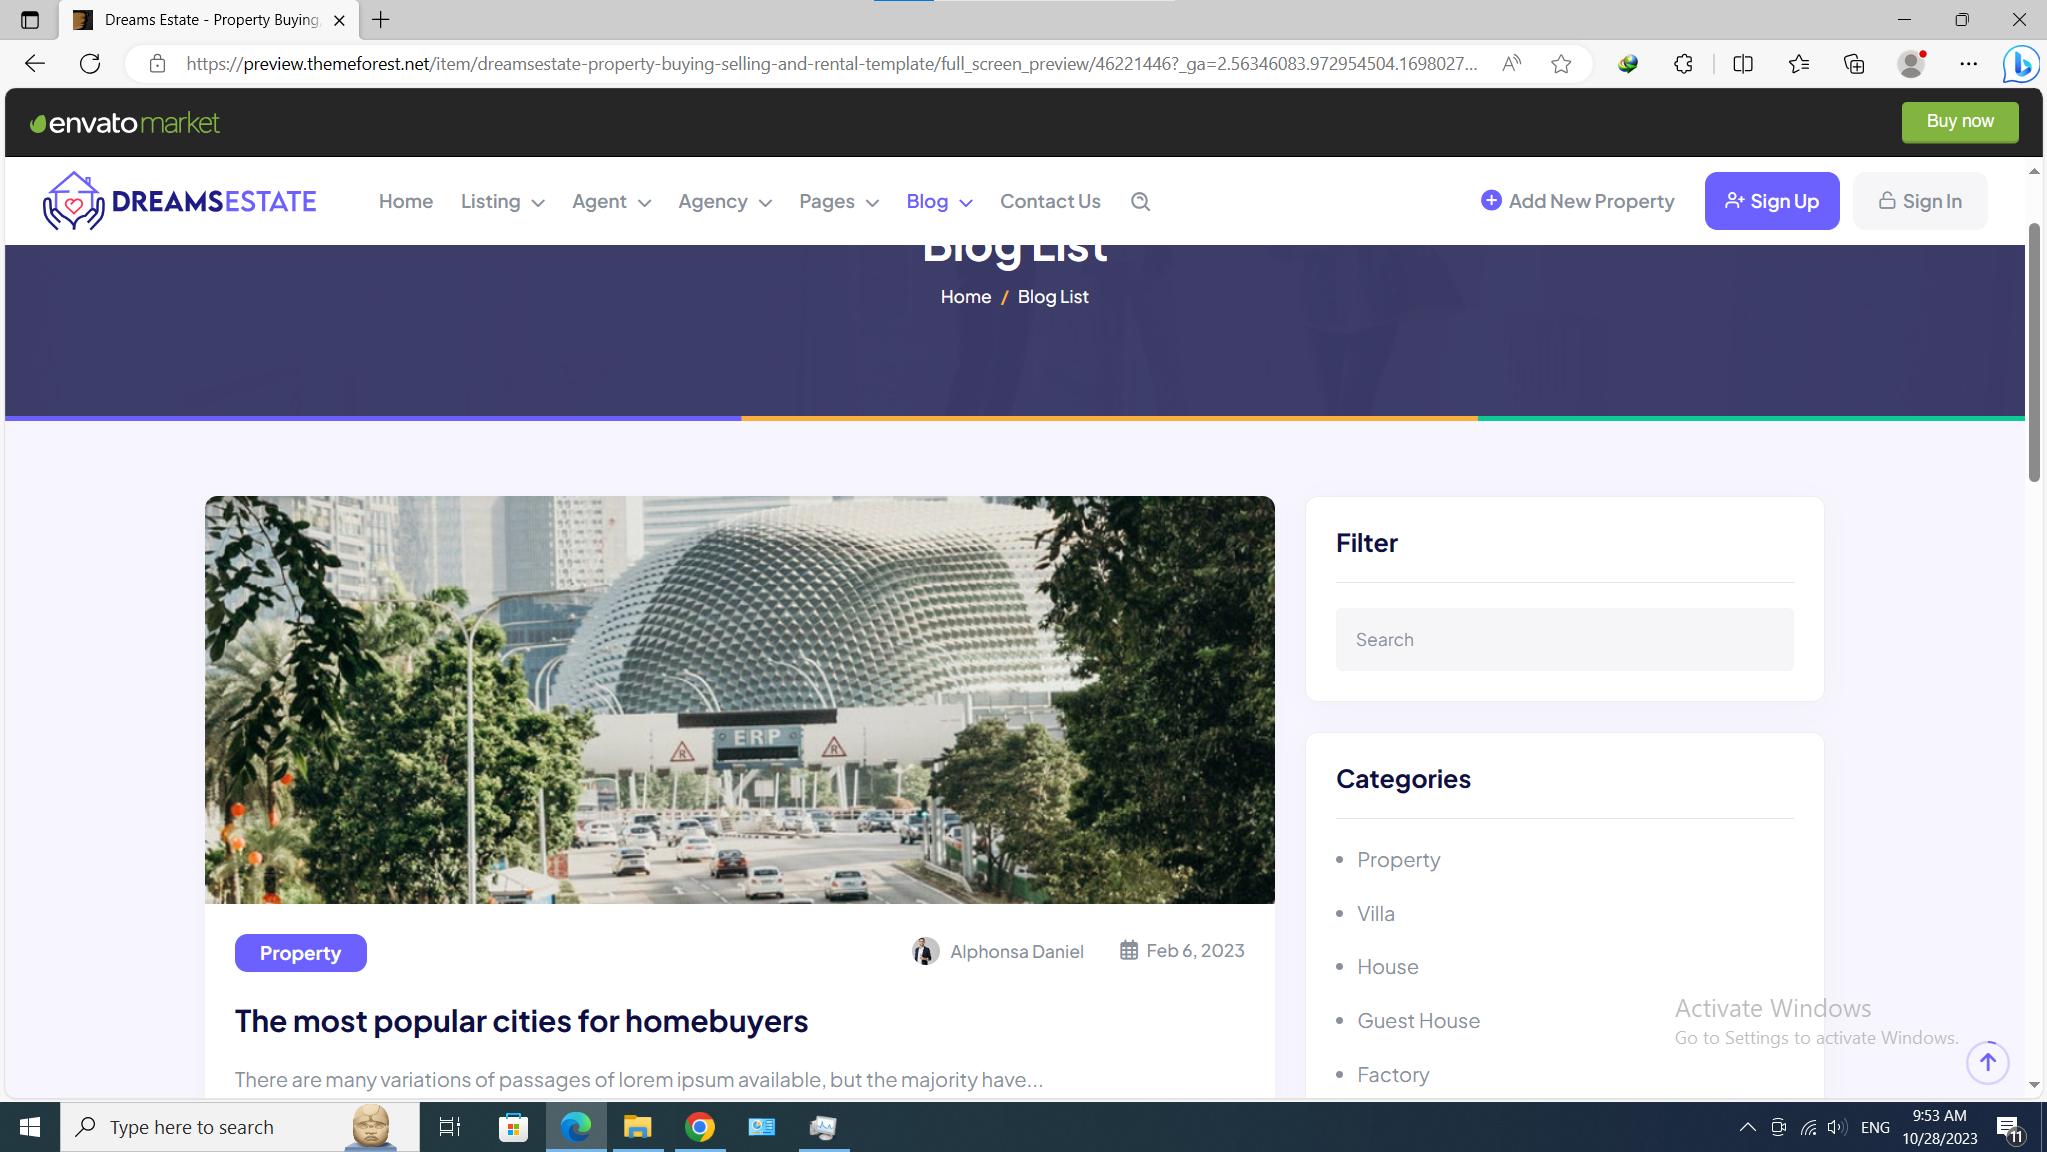 Dreams Estate - Property Buying,
https://preview.themeforest.net/item/dreamsestate-property-buying-selling-and-rental-template/full_screen_preview/46221446?_ga=2.56346083.972954504.1698027...
envato market
Buy now
DREAMSESTATE
Home
Listing
Agent
Agency
Pages
Blog
Contact Us
Add New Property
Sign Up
Sign In
Blog List
Home / Blog List
ERP
R
R
Filter
Search
Categories
Property
Villa
House
Guest House
Factory
Property
Alphonsa Daniel
Feb 6, 2023
The most popular cities for homebuyers
There are many variations of passages of lorem ipsum available, but the majority have...
Activate Windows
Go to Settings to activate Windows.
Type here to search
ENG
9:53 AM
10/28/2023
11